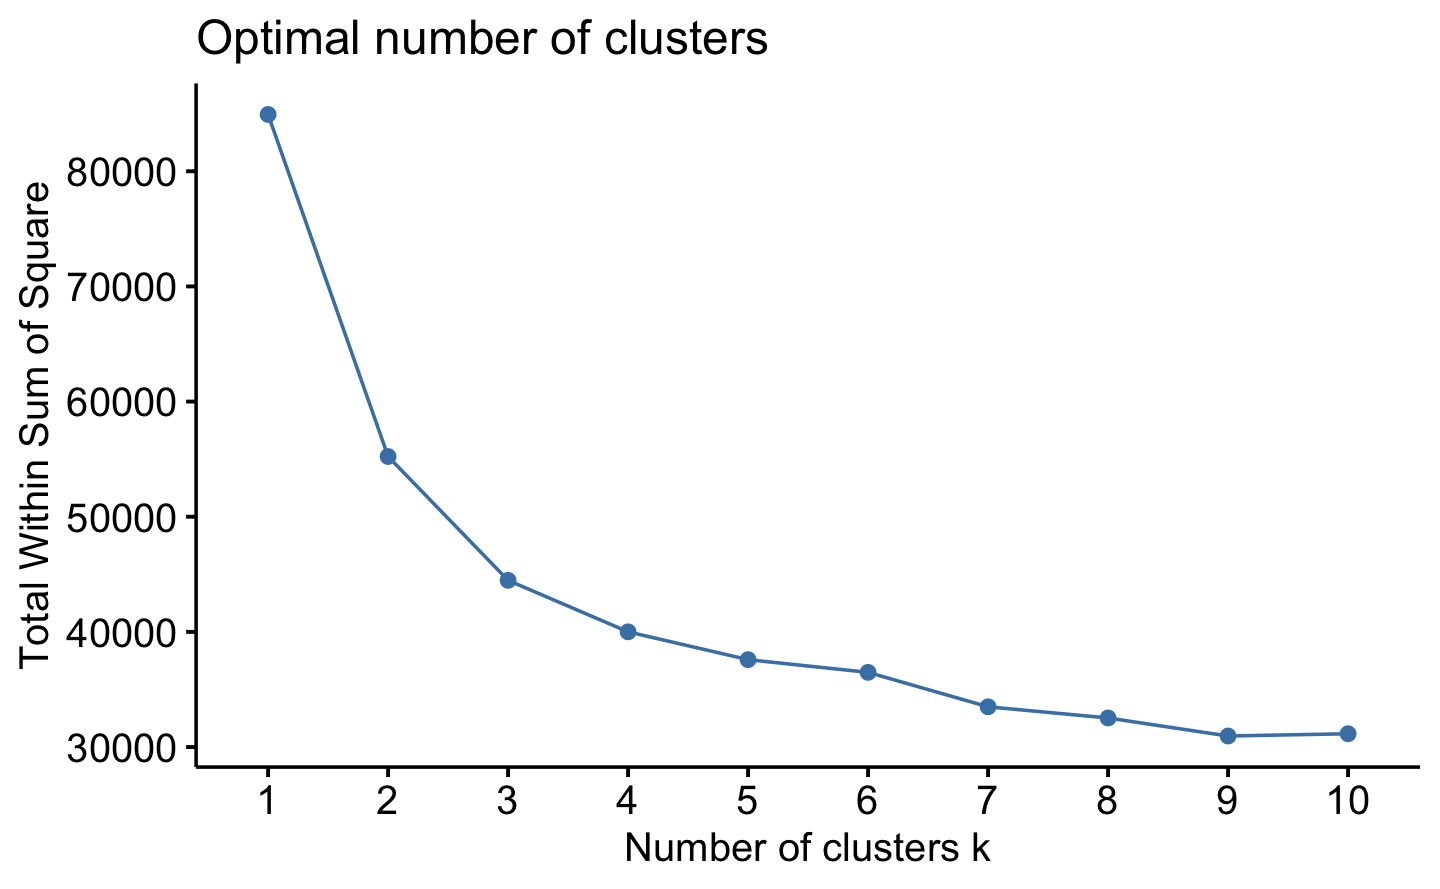 Optimal number of clusters
Total Within Sum of Square
80000
70000
60000
50000
40000
30000
1 2 3 4 5 6 7 8 9 10
Number of clusters k